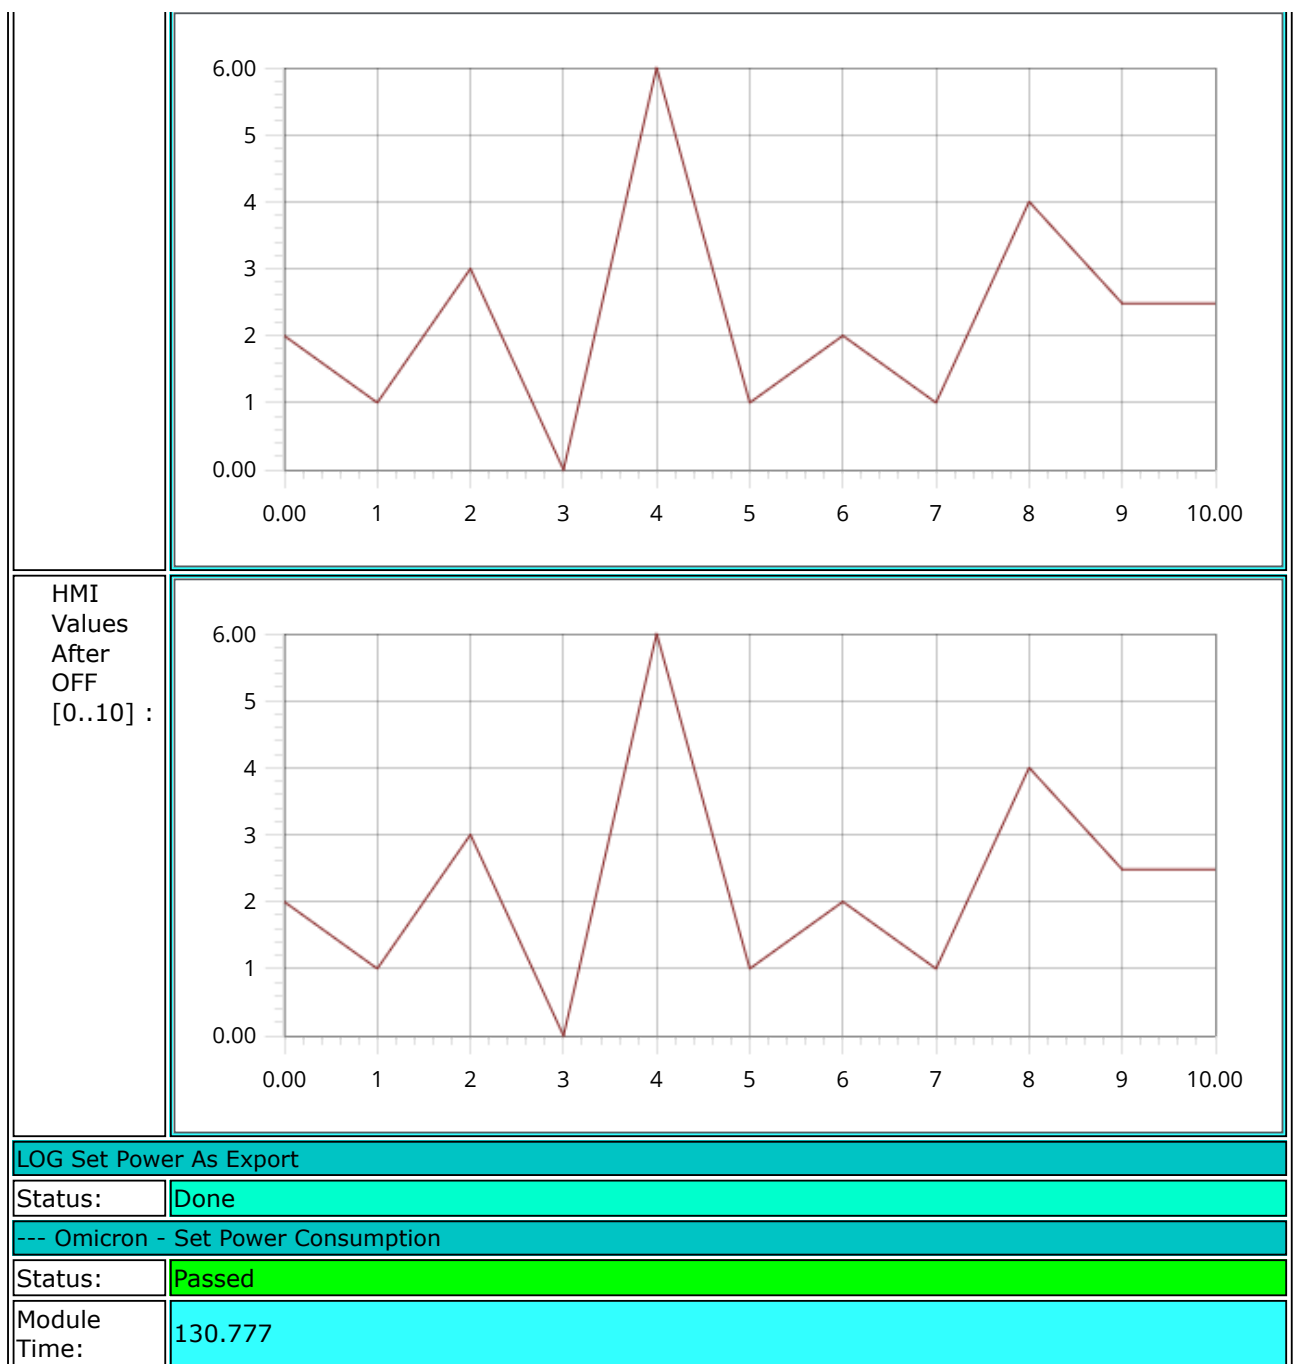 6.00
5
4
3
2
1
0.00
0.00 1 2 3 4 5 6 7 8 9 10.00
HMI
Values
After
OFF
[0..10] :
6.00
5
4
3
2
1
0.00
0.00 1 2 3 4 5 6 7 8 9 10.00
LOG Set Power As Export
Status: Done
--- Omicron - Set Power Consumption
Status: Passed
Module
Time: 130.777